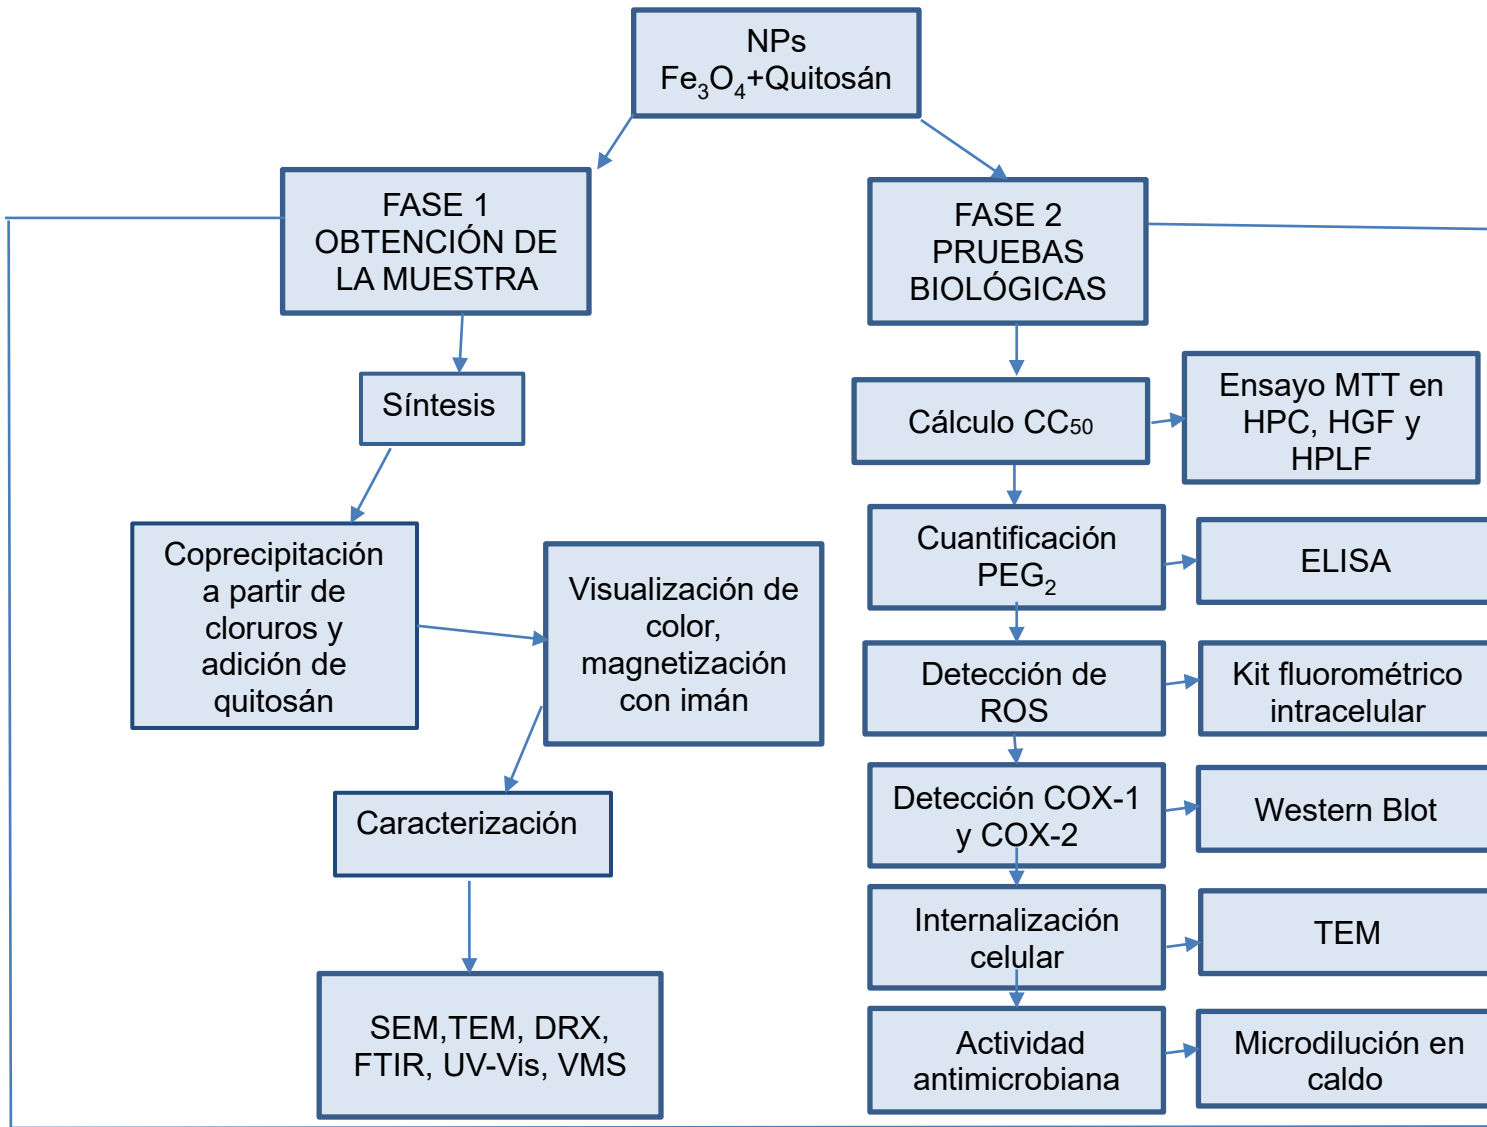 NPs
Fe₃O₄+Quitosán
FASE 1
OBTENCIÓN DE
LA MUESTRA
Síntesis
Coprecipitación
a partir de
cloruros y
adición de
quitosán
Visualización de
color,
magnetización
con imán
Caracterización
SEM,TEM, DRX,
FTIR, UV-Vis, VMS
FASE 2
PRUEBAS
BIOLÓGICAS
Cálculo CC₅₀
Ensayo MTT en
HPC, HGF y
HPLF
Cuantificación
PEG₂
ELISA
Detección de
ROS
Kit fluorométrico
intracelular
Detección COX-1
y COX-2
Western Blot
Internalización
celular
TEM
Actividad
antimicrobiana
Microdilución en
caldo